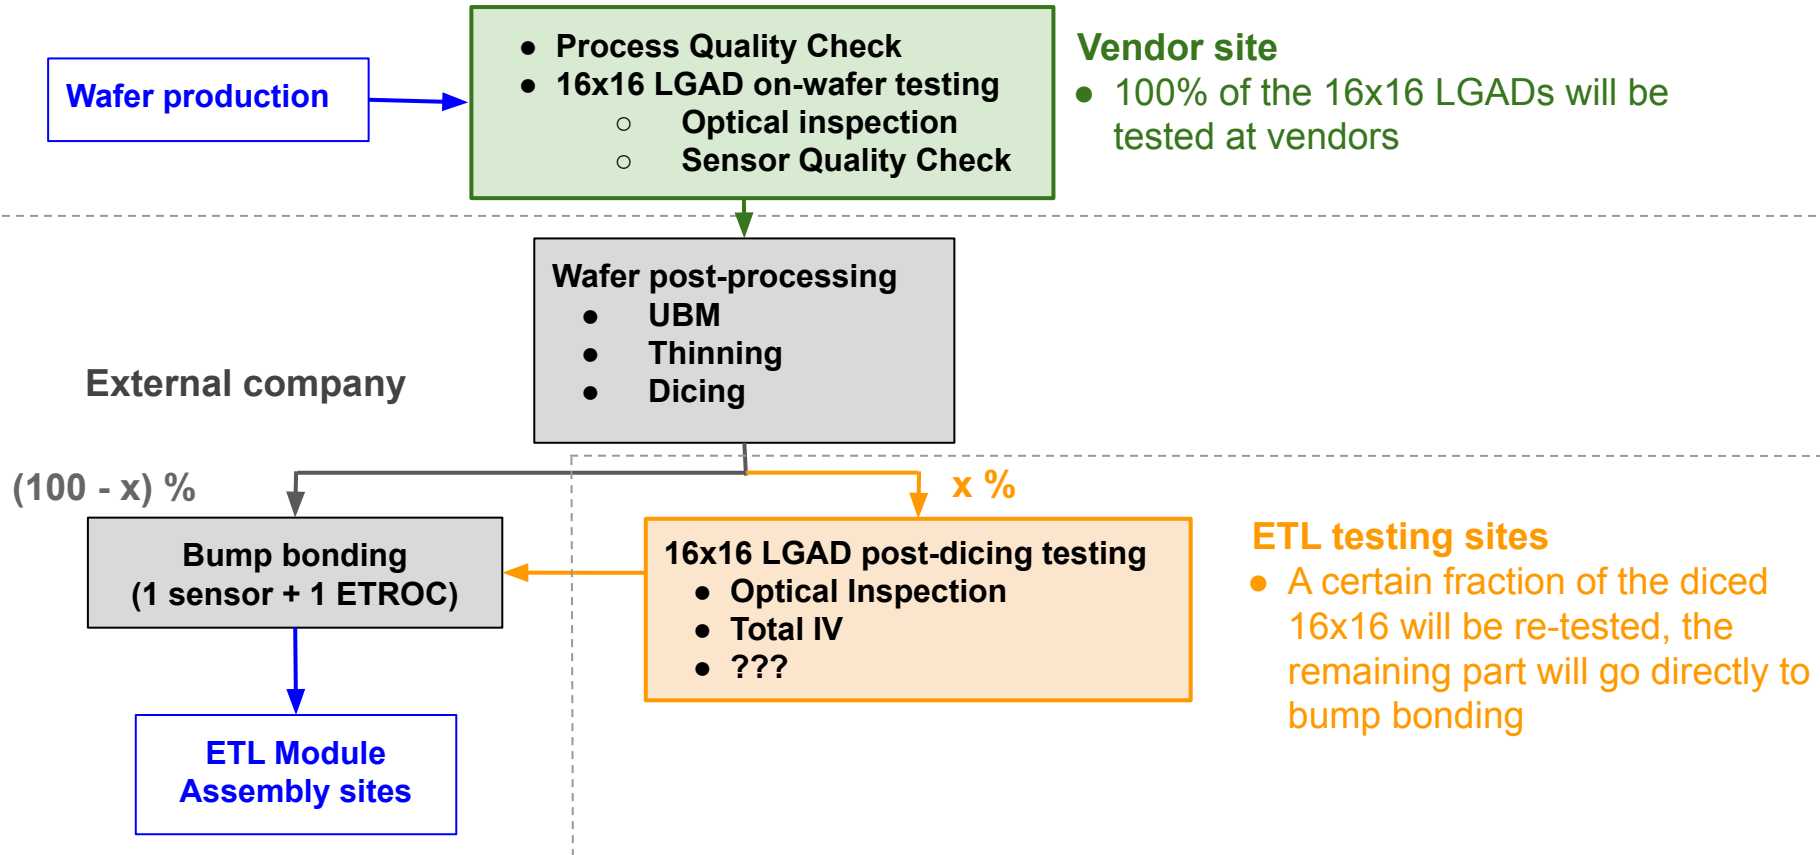 Wafer production
● Process Quality Check
● 16x16 LGAD on-wafer testing
○ Optical inspection
○ Sensor Quality Check
Vendor site
● 100% of the 16x16 LGADs will be
tested at vendors
Wafer post-processing
● UBM
● Thinning
● Dicing
External company
(100 - x) %
x %
Bump bonding
(1 sensor + 1 ETROC)
16x16 LGAD post-dicing testing
● Optical Inspection
● Total IV
● ???
ETL testing sites
● A certain fraction of the diced
16x16 will be re-tested, the
remaining part will go directly to
bump bonding
ETL Module
Assembly sites